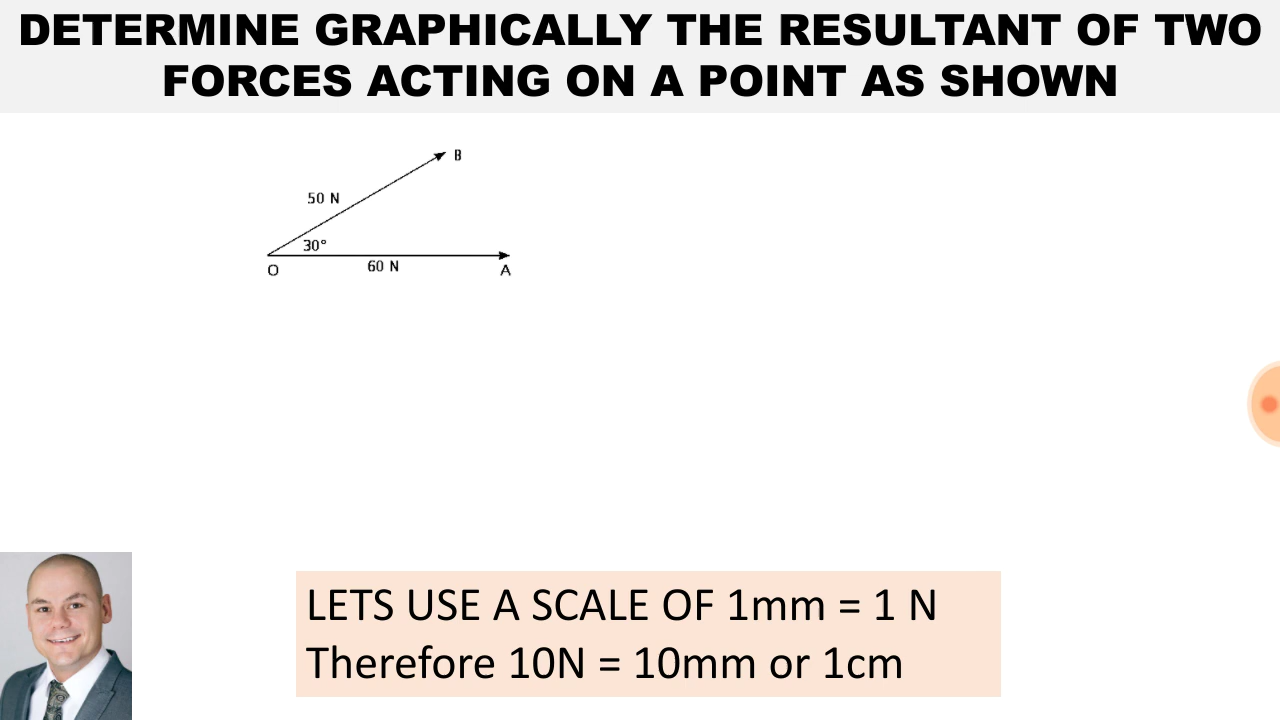 DETERMINE GRAPHICALLY THE RESULTANT OF TWO
FORCES ACTING ON A POINT AS SHOWN
B
50 N
30°
60 N
O
A
LETS USE A SCALE OF 1mm = 1 N
Therefore 10N = 10mm or 1cm